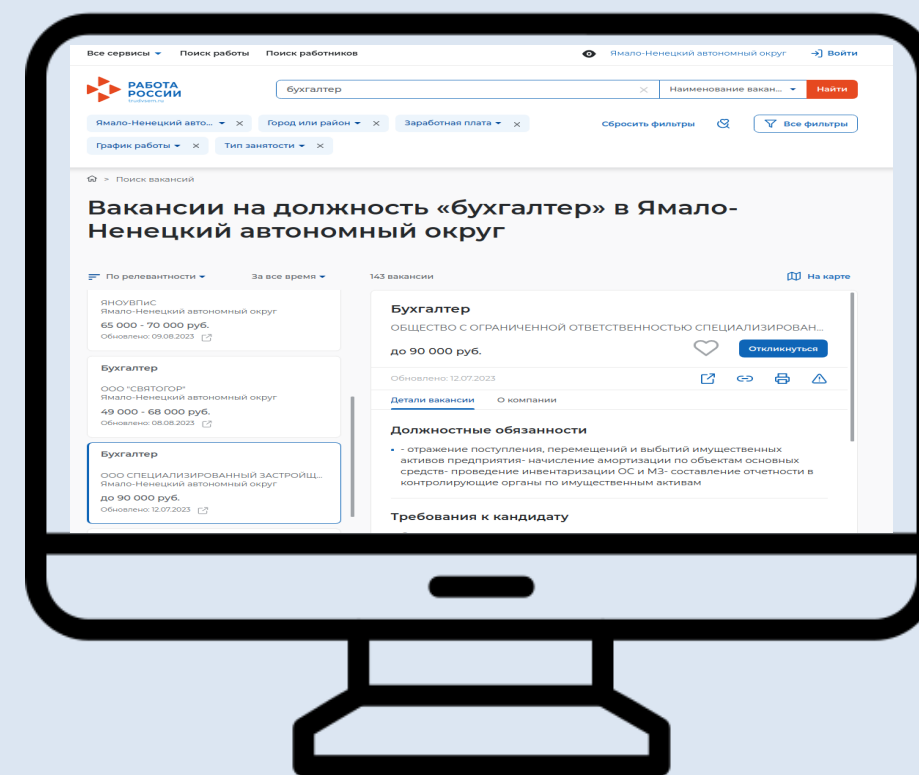 Все сервисы Поиск работы Поиск работников Ямало-Ненецкий автономный округ Войти
РАБОТА
РОССИИ
trudvsem.ru
бухгалтер Наименование вакан... Найти
Ямало-Ненецкий авто... Город или район Заработная плата Сбросить фильтры Все фильтры
График работы Тип занятости
> Поиск вакансий
Вакансии на должность «бухгалтер» в Ямало-
Ненецкий автономный округ
По релевантности За все время 143 вакансии На карте
ЯНОУВПиС
Ямало-Ненецкий автономный округ
65 000 - 70 000 руб.
Обновлено: 09.08.2023
Бухгалтер
ООО "СВЯТОГОР"
Ямало-Ненецкий автономный округ
49 000 - 68 000 руб.
Обновлено: 08.08.2023
Бухгалтер
ООО СПЕЦИАЛИЗИРОВАННЫЙ ЗАСТРОЙЩ...
Ямало-Ненецкий автономный округ
до 90 000 руб.
Обновлено: 12.07.2023
Бухгалтер
ОБЩЕСТВО С ОГРАНИЧЕННОЙ ОТВЕТСТВЕННОСТЬЮ СПЕЦИАЛИЗИРОВАН...
до 90 000 руб. Откликнуться
Обновлено: 12.07.2023
Детали вакансии О компании
Должностные обязанности
- отражение поступления, перемещений и выбытий имущественных
активов предприятия- начисление амортизации по объектам основных
средств- проведение инвентаризации ОС и МЗ- составление отчетности в
контролирующие органы по имущественным активам
Требования к кандидату